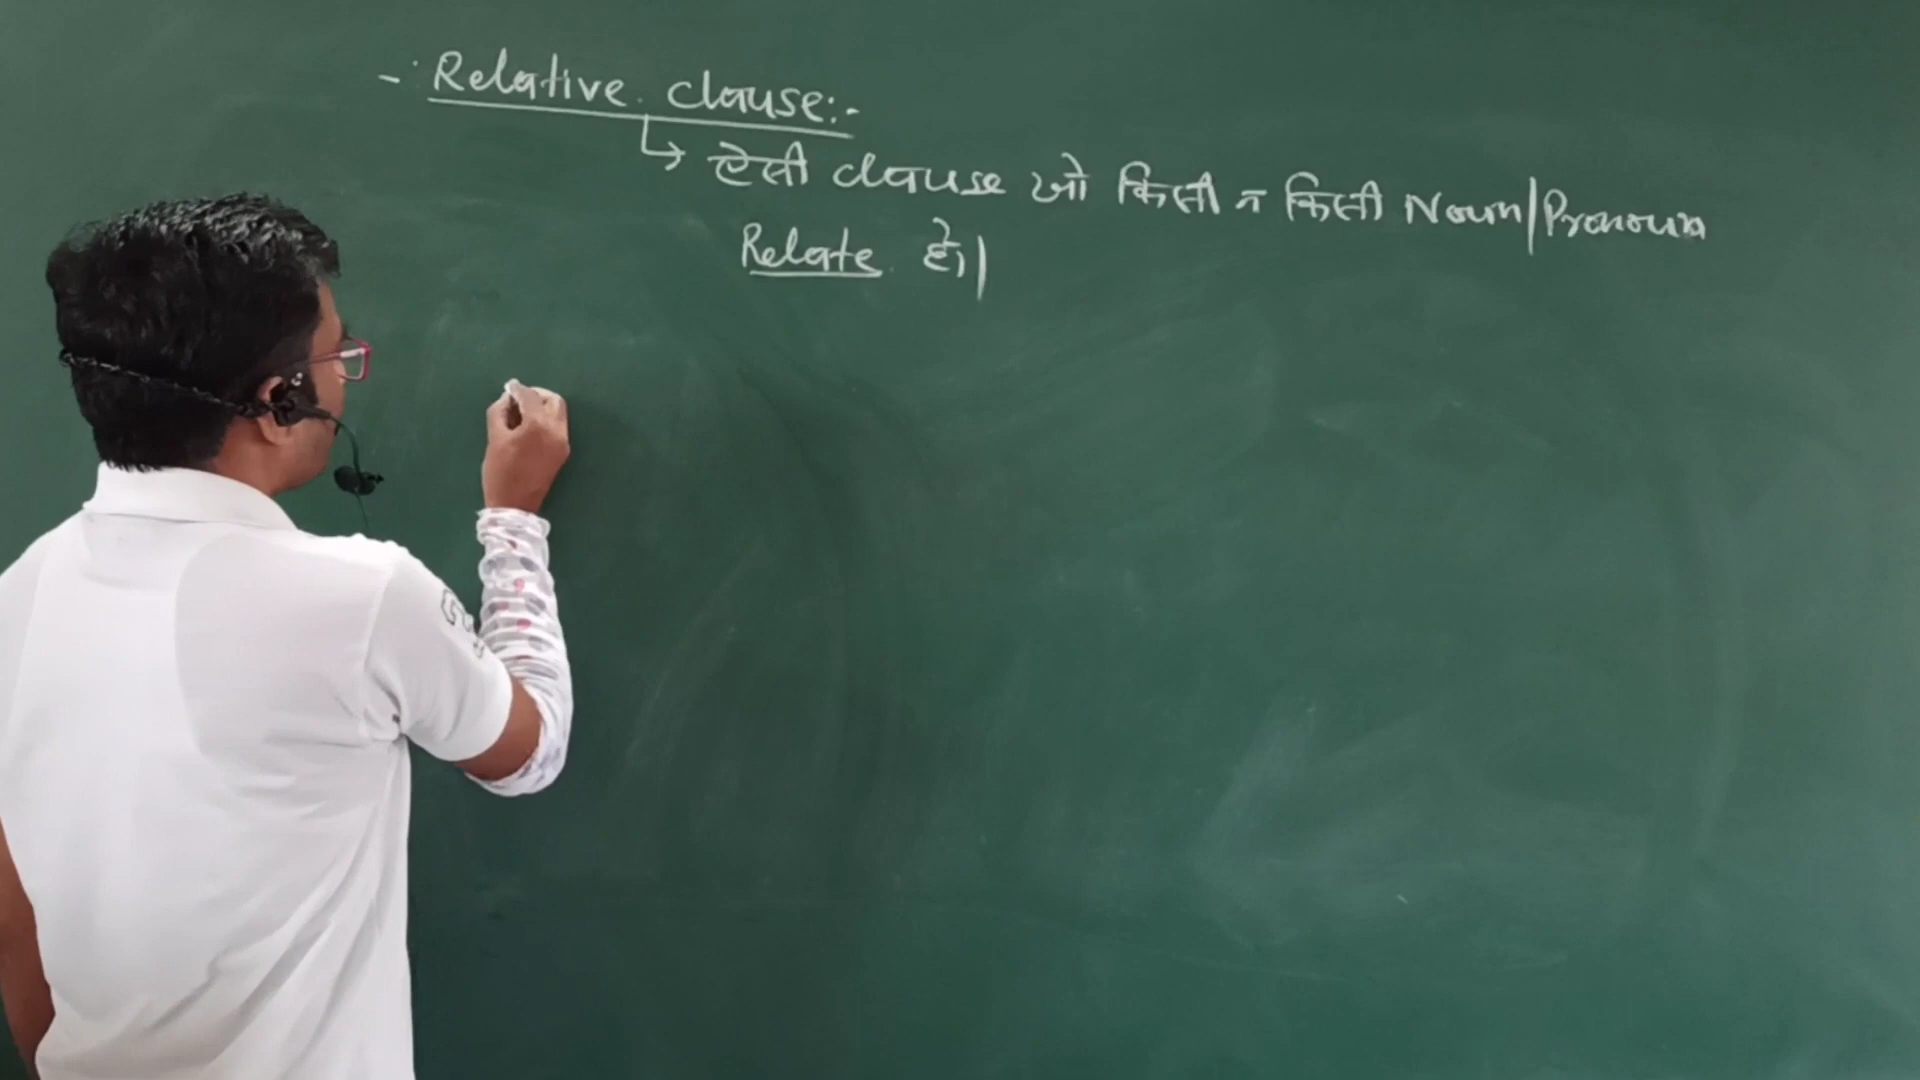 -: Relative clause:-
↳ ऐसी clause जो किसी न किसी Noun/Pronoun
Relate हो।